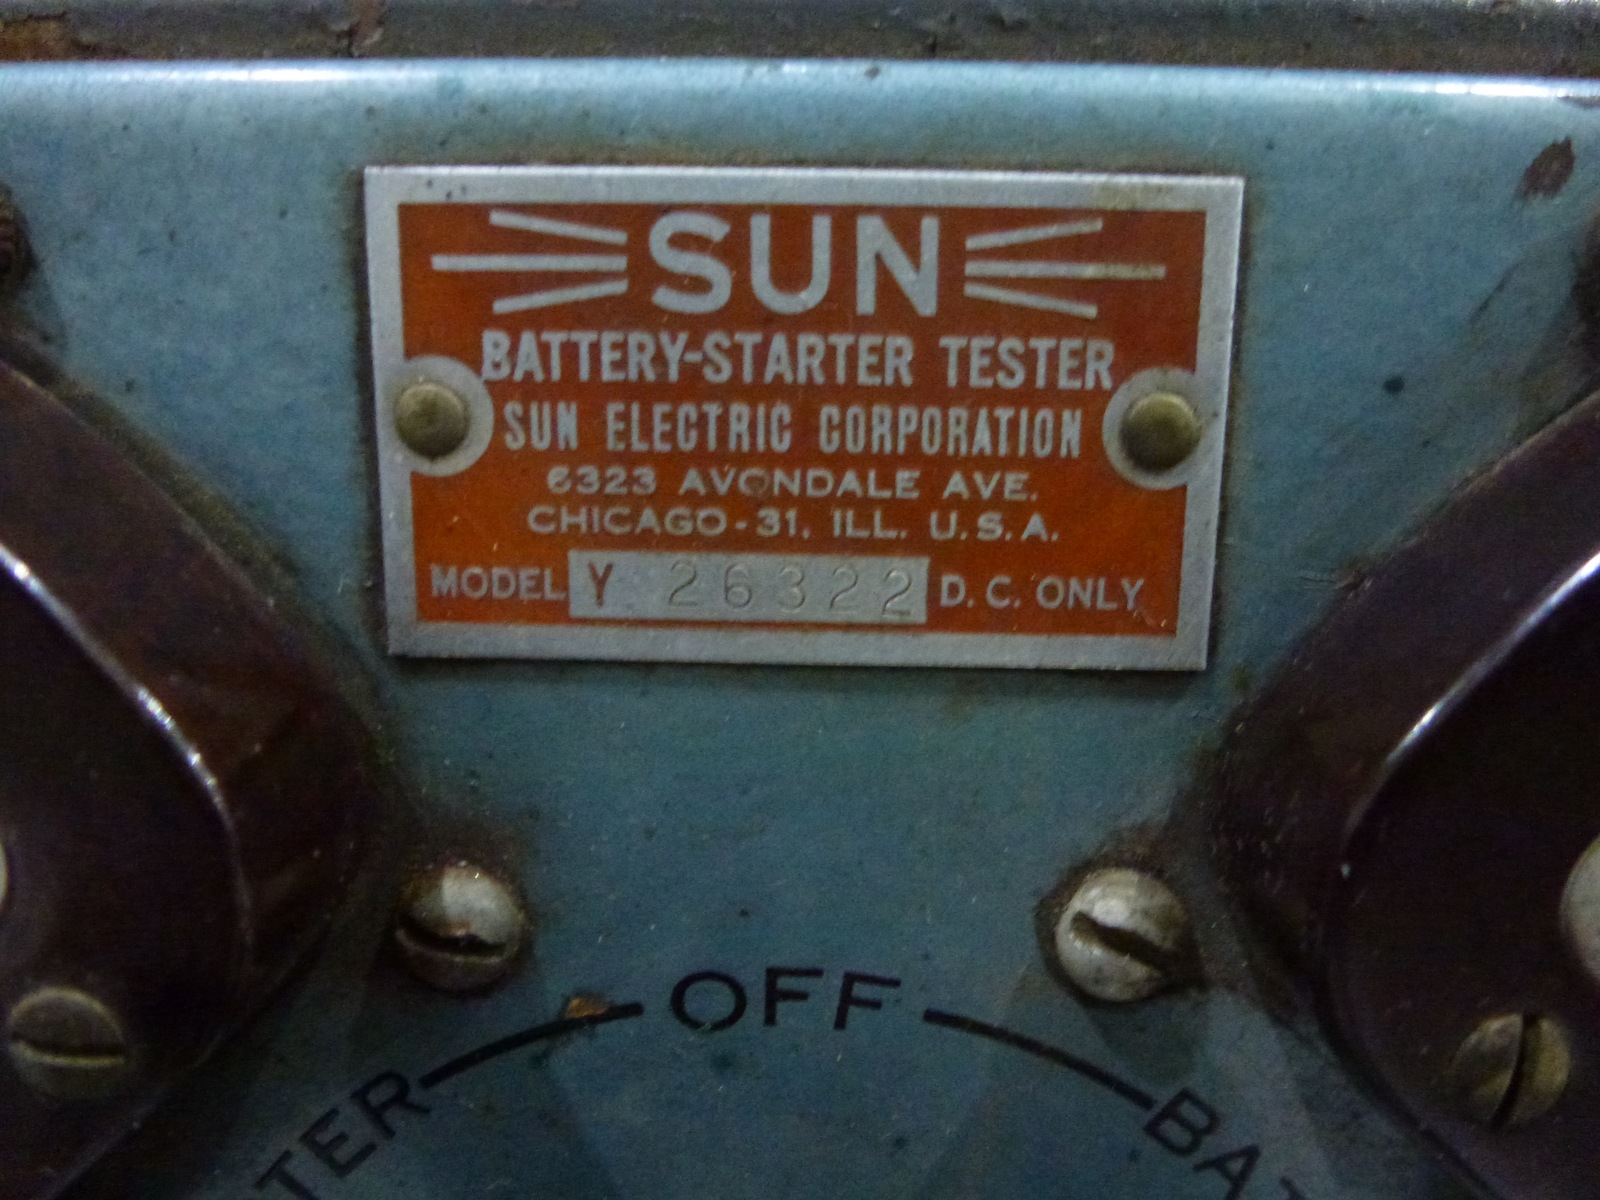 SUN
BATTERY-STARTER TESTER
SUN ELECTRIC CORPORATION
6323 AVONDALE AVE.
CHICAGO-31, ILL. U.S.A.
MODEL Y 26322 D.C. ONLY
OFF